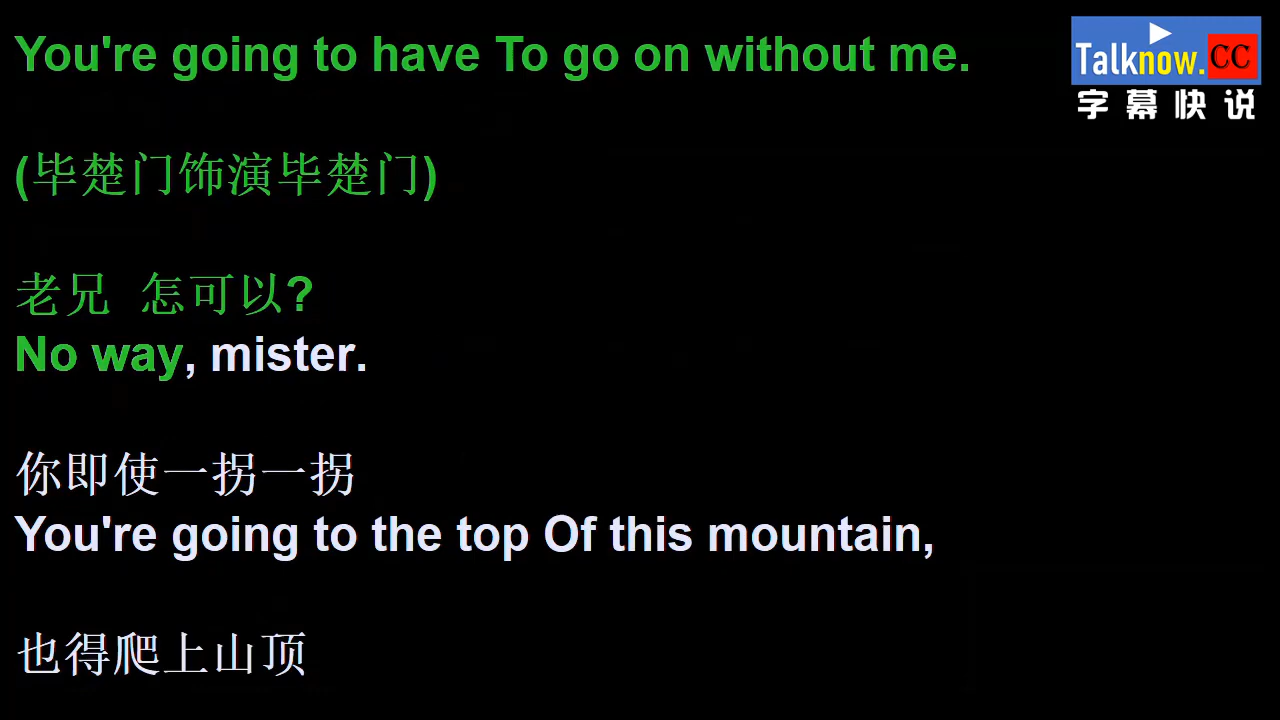 You're going to have To go on without me.
Talknow.CC
字幕快说
(毕楚门饰演毕楚门)
老兄 怎可以?
No way, mister.
你即使一拐一拐
You're going to the top Of this mountain,
也得爬上山顶